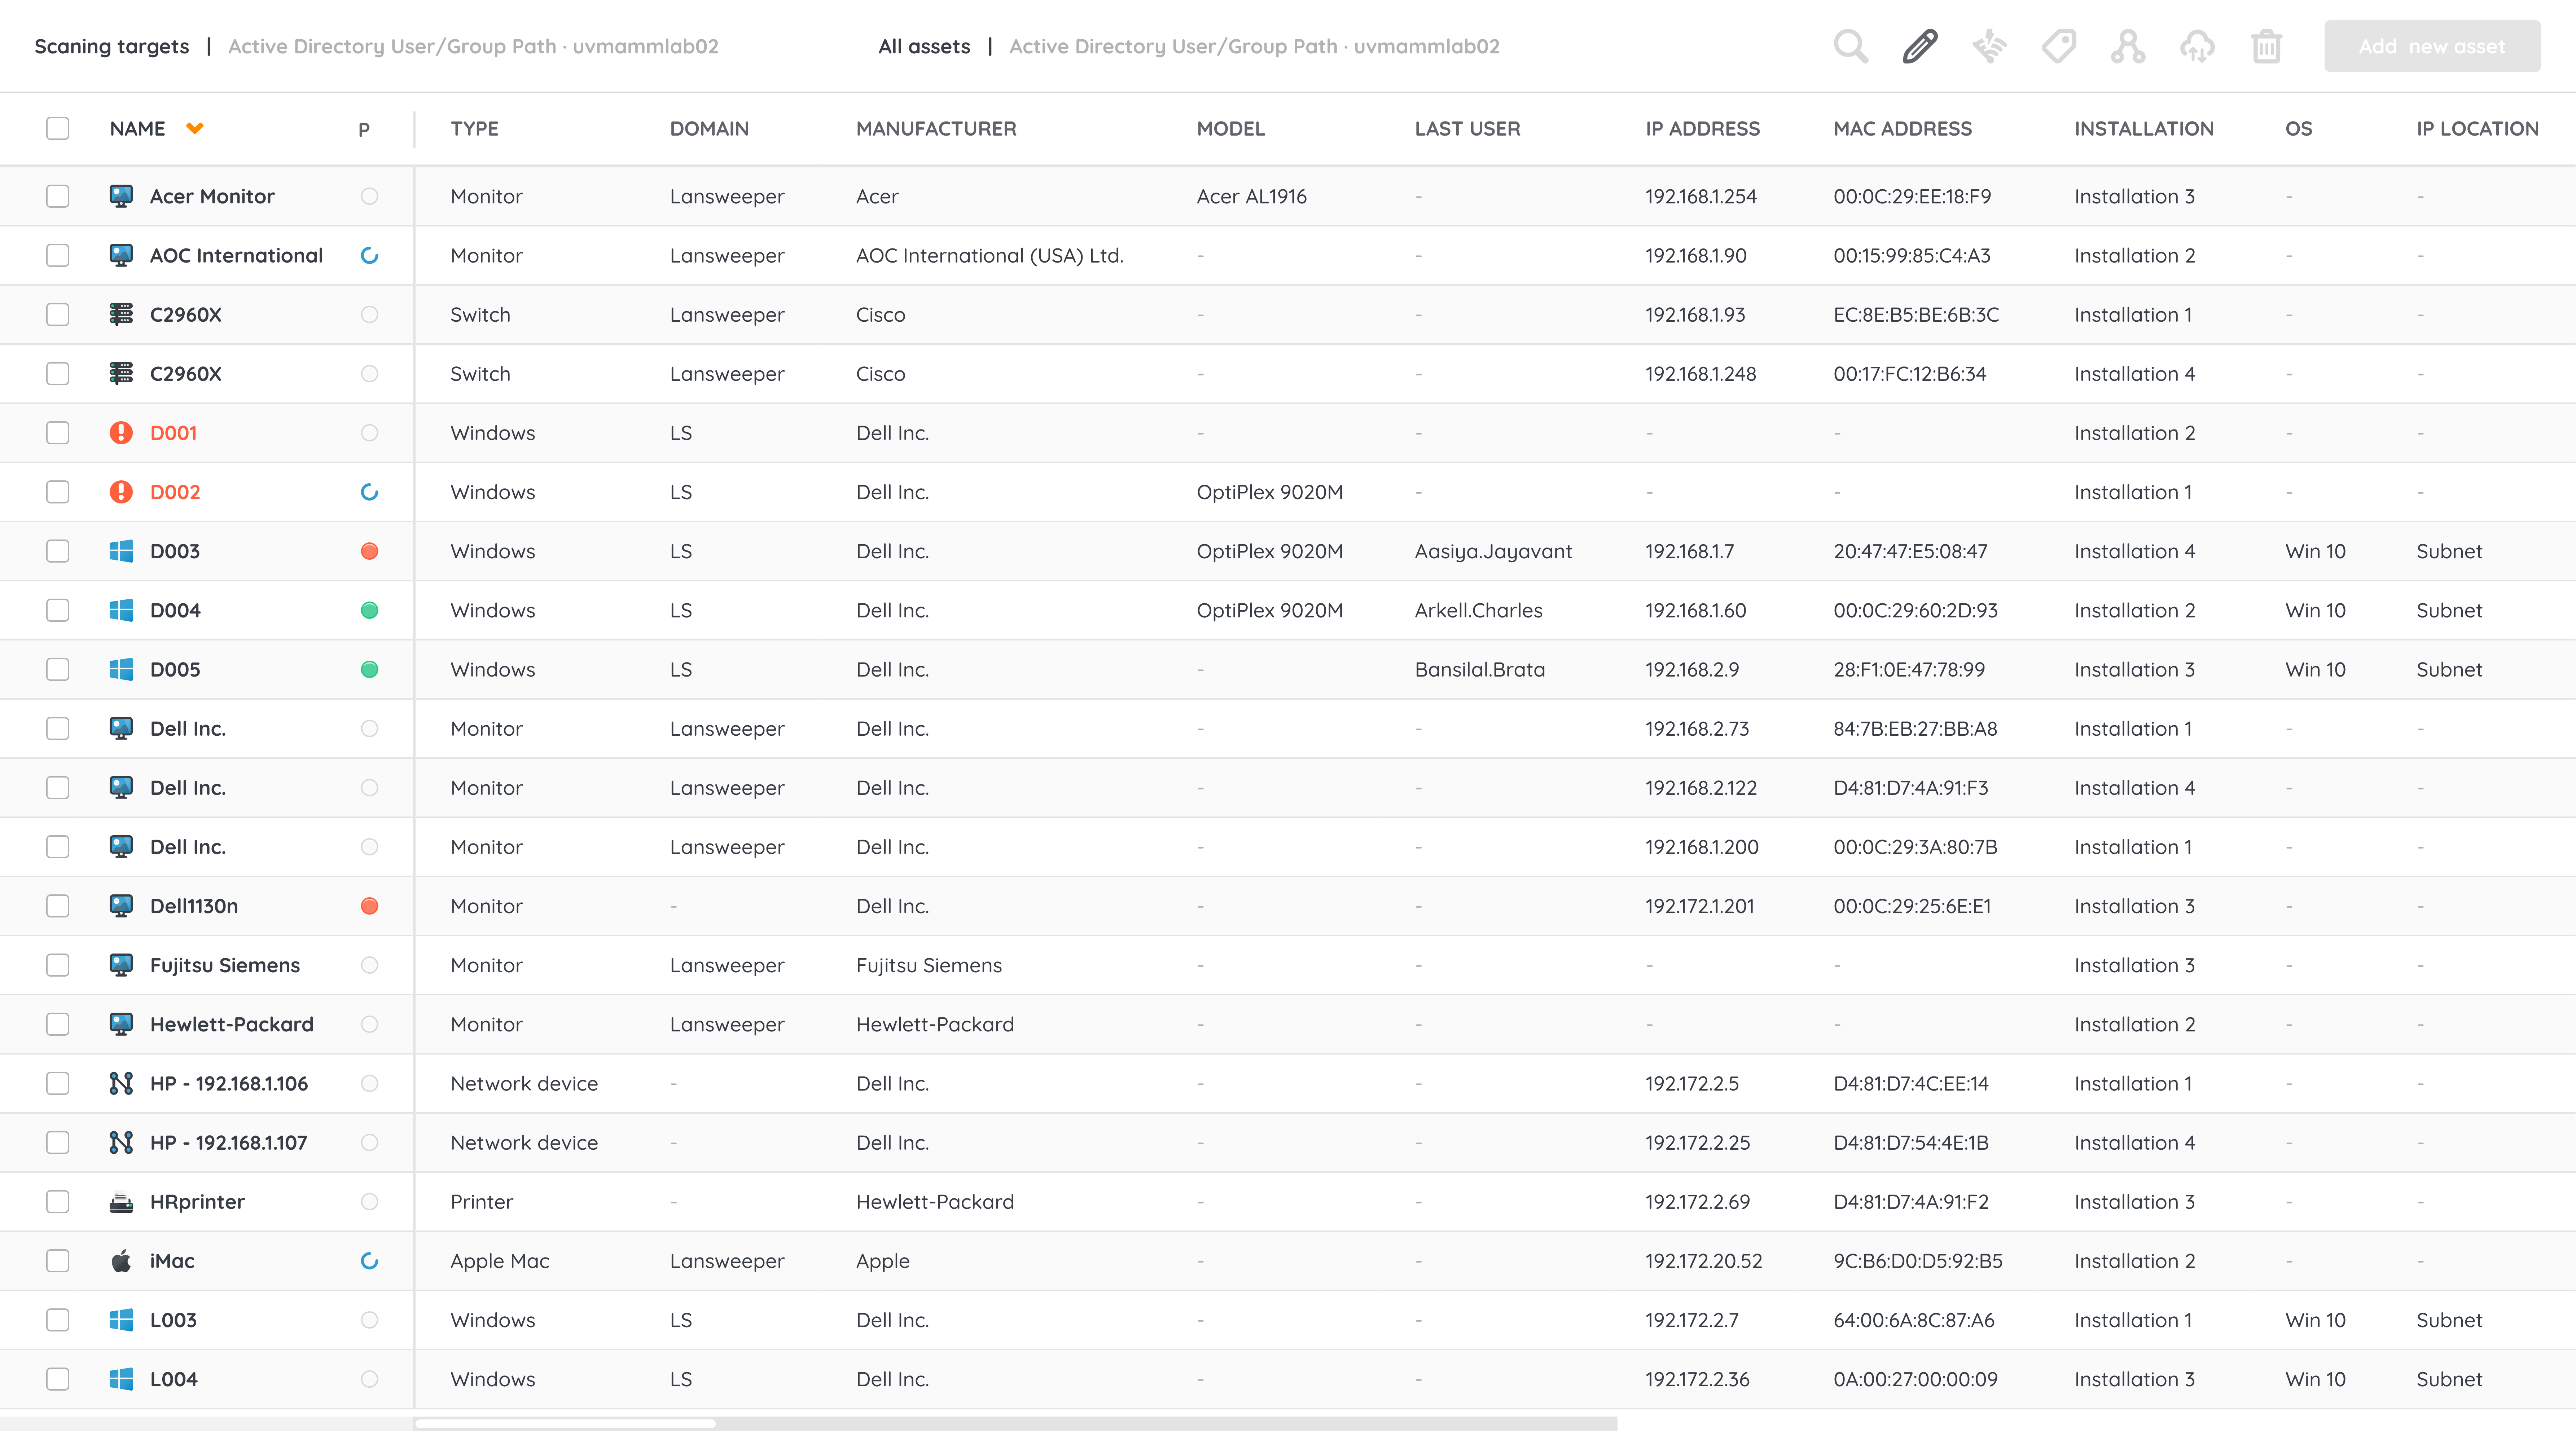 Scaning targets | Active Directory User/Group Path · uvmammlab02 All assets | Active Directory User/Group Path · uvmammlab02 Add new asset
NAME P TYPE DOMAIN MANUFACTURER MODEL LAST USER IP ADDRESS MAC ADDRESS INSTALLATION OS IP LOCATION
Acer Monitor Monitor Lansweeper Acer Acer AL1916 - 192.168.1.254 00:0C:29:EE:18:F9 Installation 3 - -
AOC International Monitor Lansweeper AOC International (USA) Ltd. - - 192.168.1.90 00:15:99:85:C4:A3 Installation 2 - -
C2960X Switch Lansweeper Cisco - - 192.168.1.93 EC:8E:B5:BE:6B:3C Installation 1 - -
C2960X Switch Lansweeper Cisco - - 192.168.1.248 00:17:FC:12:B6:34 Installation 4 - -
D001 Windows LS Dell Inc. - - - - Installation 2 - -
D002 Windows LS Dell Inc. OptiPlex 9020M - - - Installation 1 - -
D003 Windows LS Dell Inc. OptiPlex 9020M Aasiya.Jayavant 192.168.1.7 20:47:47:E5:08:47 Installation 4 Win 10 Subnet
D004 Windows LS Dell Inc. OptiPlex 9020M Arkell.Charles 192.168.1.60 00:0C:29:60:2D:93 Installation 2 Win 10 Subnet
D005 Windows LS Dell Inc. - Bansilal.Brata 192.168.2.9 28:F1:0E:47:78:99 Installation 3 Win 10 Subnet
Dell Inc. Monitor Lansweeper Dell Inc. - - 192.168.2.73 84:7B:EB:27:BB:A8 Installation 1 - -
Dell Inc. Monitor Lansweeper Dell Inc. - - 192.168.2.122 D4:81:D7:4A:91:F3 Installation 4 - -
Dell Inc. Monitor Lansweeper Dell Inc. - - 192.168.1.200 00:0C:29:3A:80:7B Installation 1 - -
Dell1130n Monitor - Dell Inc. - - 192.172.1.201 00:0C:29:25:6E:E1 Installation 3 - -
Fujitsu Siemens Monitor Lansweeper Fujitsu Siemens - - - - Installation 3 - -
Hewlett-Packard Monitor Lansweeper Hewlett-Packard - - - - Installation 2 - -
HP - 192.168.1.106 Network device - Dell Inc. - - 192.172.2.5 D4:81:D7:4C:EE:14 Installation 1 - -
HP - 192.168.1.107 Network device - Dell Inc. - - 192.172.2.25 D4:81:D7:54:4E:1B Installation 4 - -
HRprinter Printer - Hewlett-Packard - - 192.172.2.69 D4:81:D7:4A:91:F2 Installation 3 - -
iMac Apple Mac Lansweeper Apple - - 192.172.20.52 9C:B6:D0:D5:92:B5 Installation 2 - -
L003 Windows LS Dell Inc. - - 192.172.2.7 64:00:6A:8C:87:A6 Installation 1 Win 10 Subnet
L004 Windows LS Dell Inc. - - 192.172.2.36 0A:00:27:00:00:09 Installation 3 Win 10 Subnet